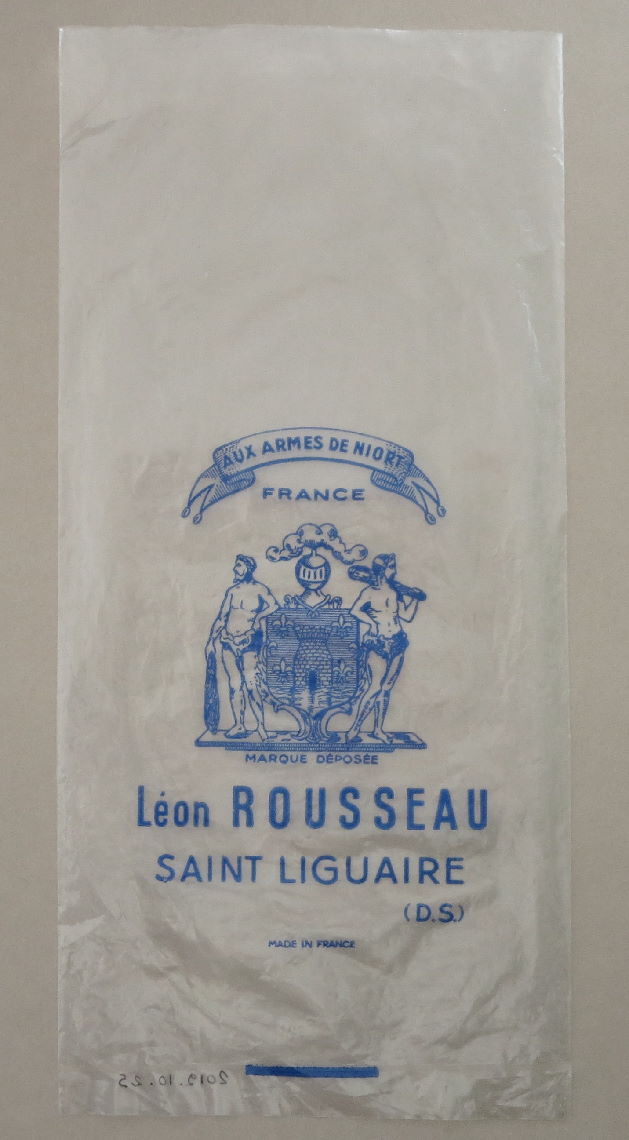 AUX ARMES DE NIORT
FRANCE
MARQUE DÉPOSÉE
Léon ROUSSEAU
SAINT LIGUAIRE
(D.S.)
MADE IN FRANCE
2019.10.25